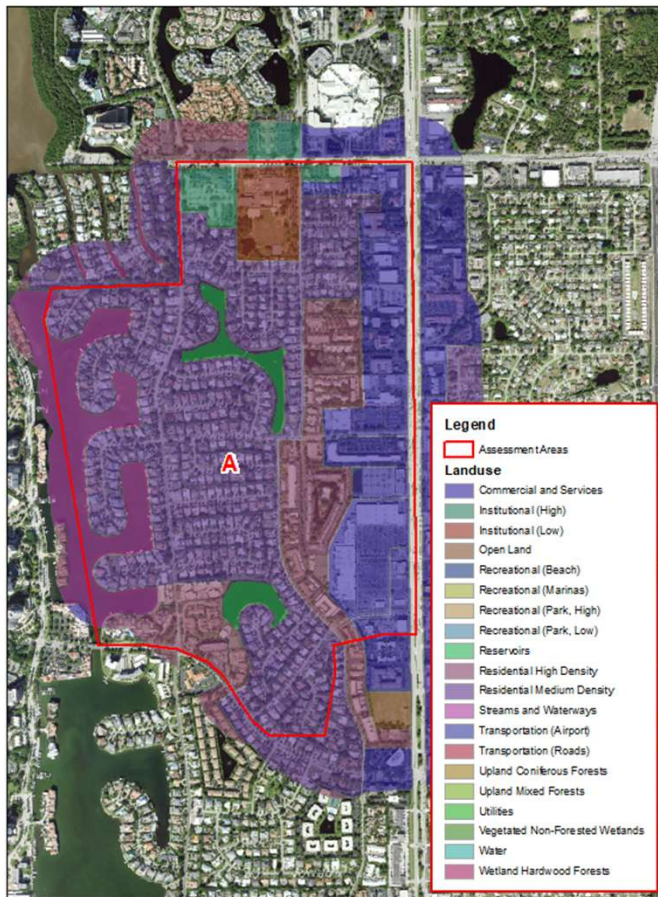 A
Legend
Assessment Areas
Landuse
Commercial and Services
Institutional (High)
Institutional (Low)
Open Land
Recreational (Beach)
Recreational (Marinas)
Recreational (Park, High)
Recreational (Park, Low)
Reservoirs
Residential High Density
Residential Medium Density
Streams and Waterways
Transportation (Airport)
Transportation (Roads)
Upland Coniferous Forests
Upland Mixed Forests
Utilities
Vegetated Non-Forested Wetlands
Water
Wetland Hardwood Forests